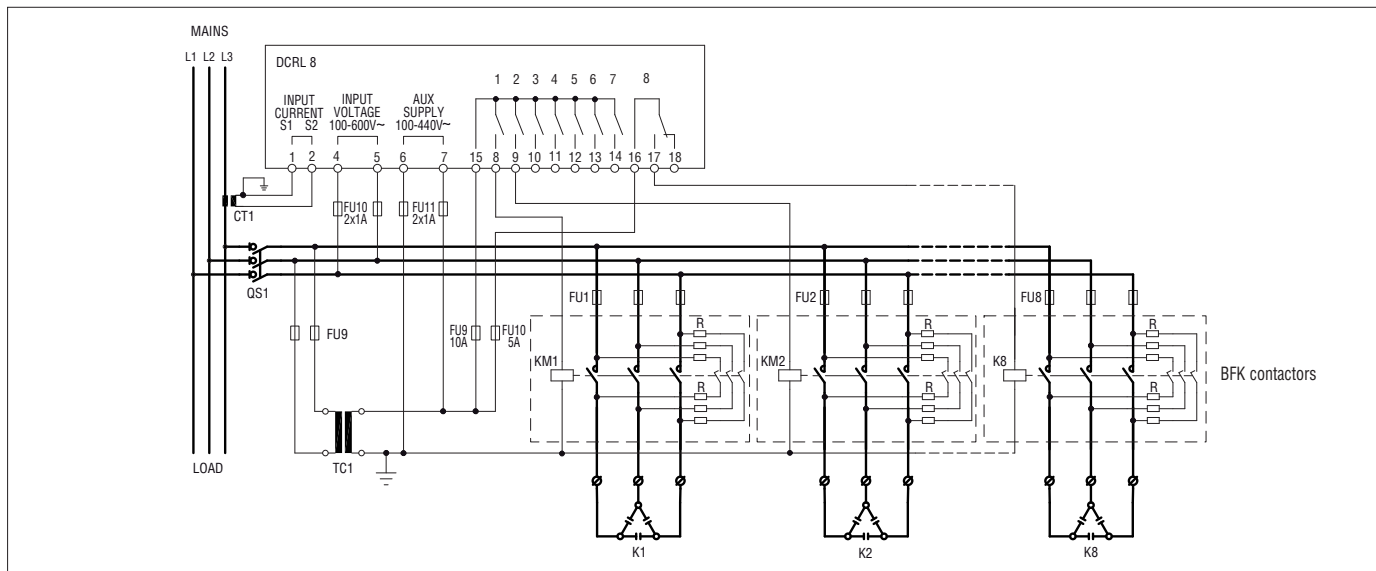 MAINS
L1 L2 L3
DCRL 8
1 2 3 4 5 6 7 8
INPUT CURRENT
S1 S2
INPUT VOLTAGE
100-600V~
AUX SUPPLY
100-440V~
1 2 4 5 6 7 15 8 9 10 11 12 13 14 16 17 18
CT1
FU10
2x1A
FU11
2x1A
QS1
FU9
FU9
10A
FU10
5A
FU1
FU2
FU8
R
R
R
KM1
KM2
K8
R
R
R
BFK contactors
LOAD
TC1
K1
K2
K8